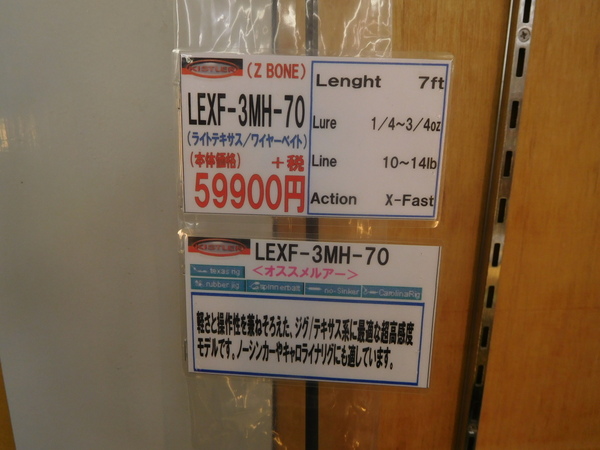 KISTLER (Z BONE)
LEXF-3MH-70
(ライトテキサス/ワイヤーベイト)
(本体価格) +税
59900円
Lenght 7ft
Lure 1/4~3/4oz
Line 10~14lb
Action X-Fast
KISTLER LEXF-3MH-70
<オススメルアー>
texas rig
rubber jig spinnerbait no-sinker CarolinaRig
軽さと操作性を兼ねそろえた、ジグ/テキサス系に最適な超高感度
モデルです。ノーシンカーやキャロライナリグにも適しています。